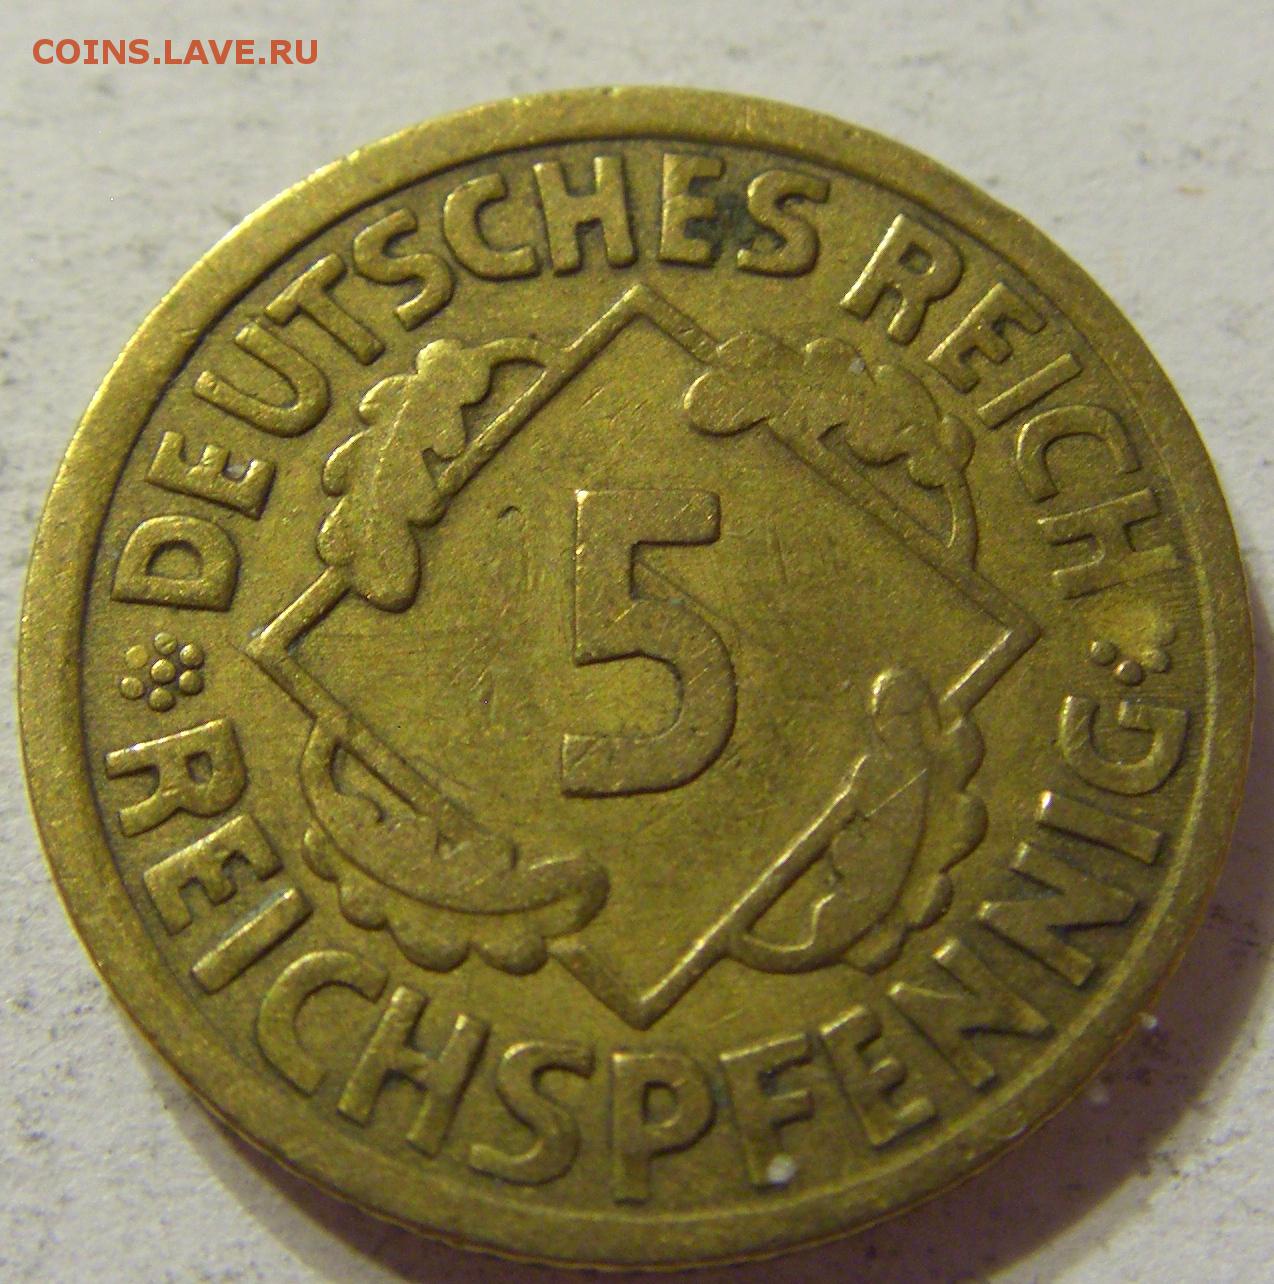 COINS.LAVE.RU
DEUTSCHES REICH
5
REICHSPFENNIG